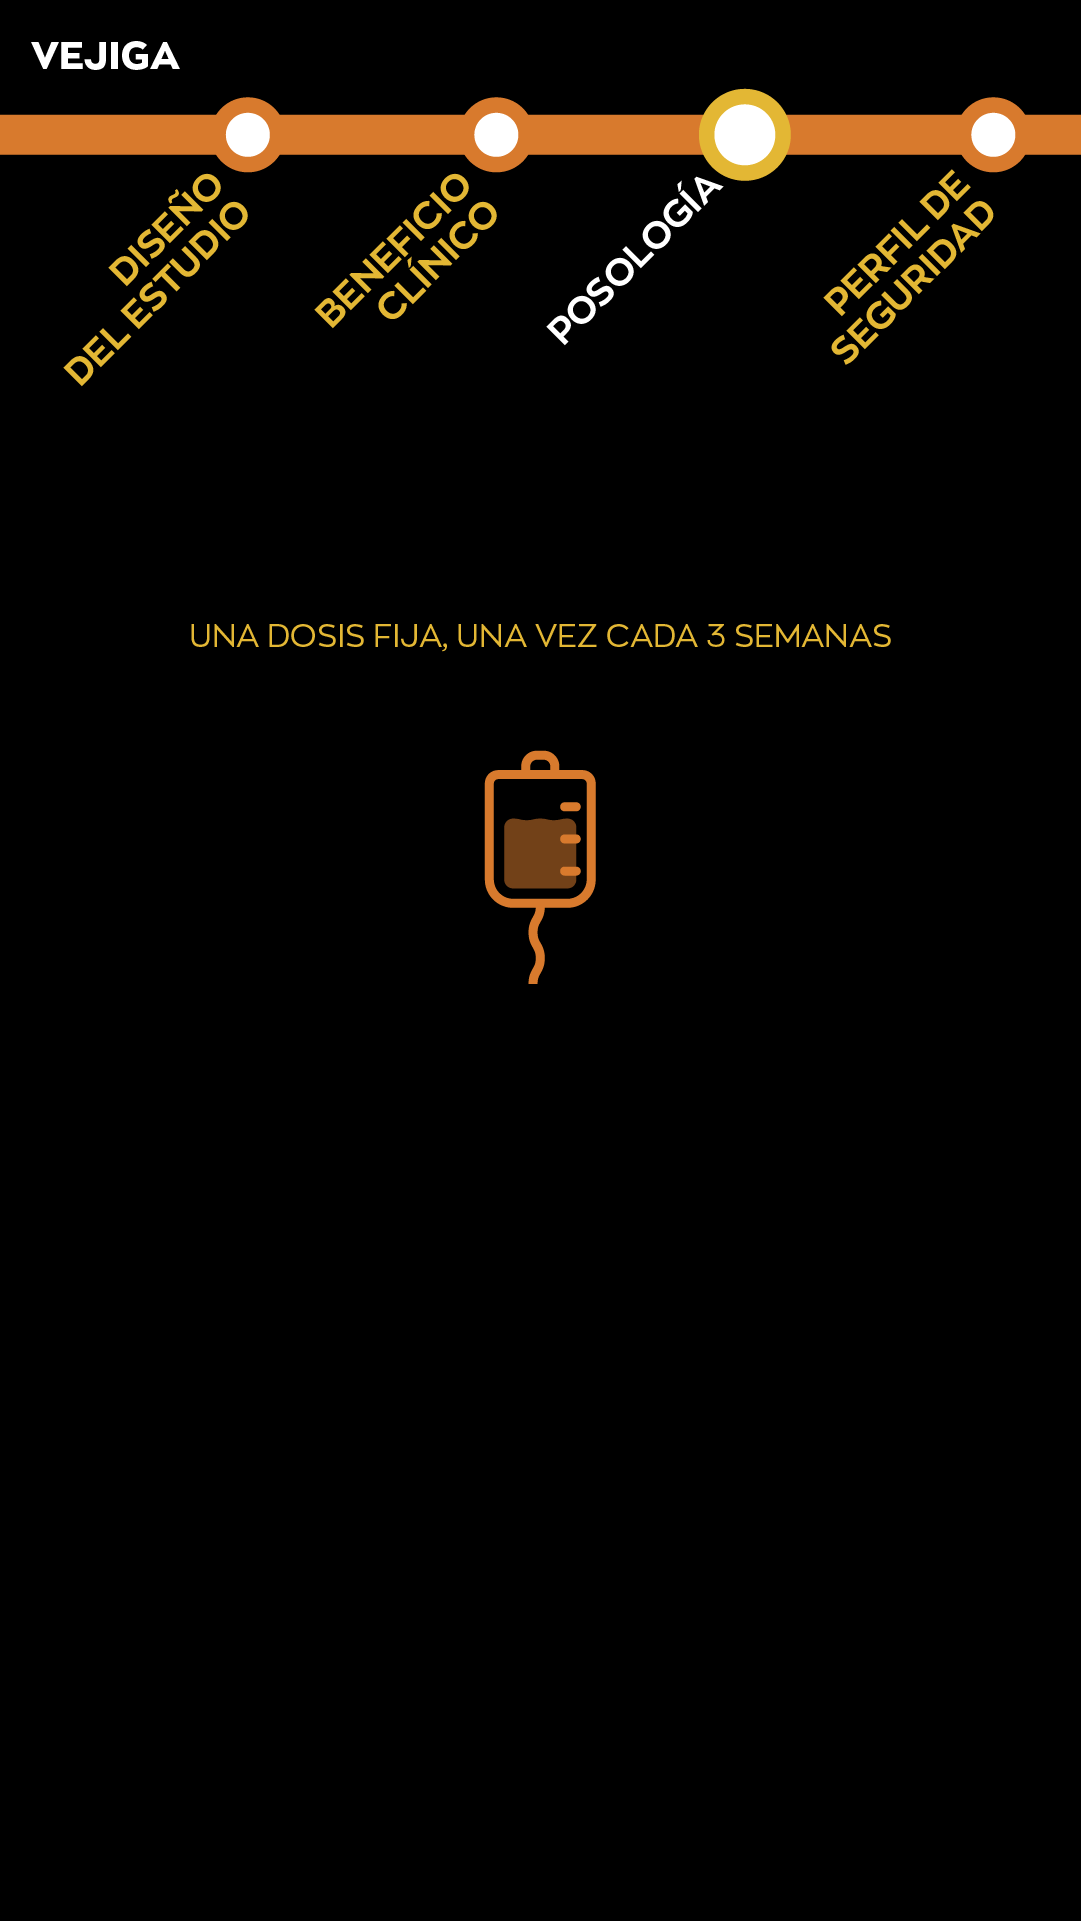 VEJIGA
DISEÑO
DEL ESTUDIO
BENEFICIO
CLÍNICO
POSOLOGÍA
PERFIL DE
SEGURIDAD
UNA DOSIS FIJA, UNA VEZ CADA 3 SEMANAS